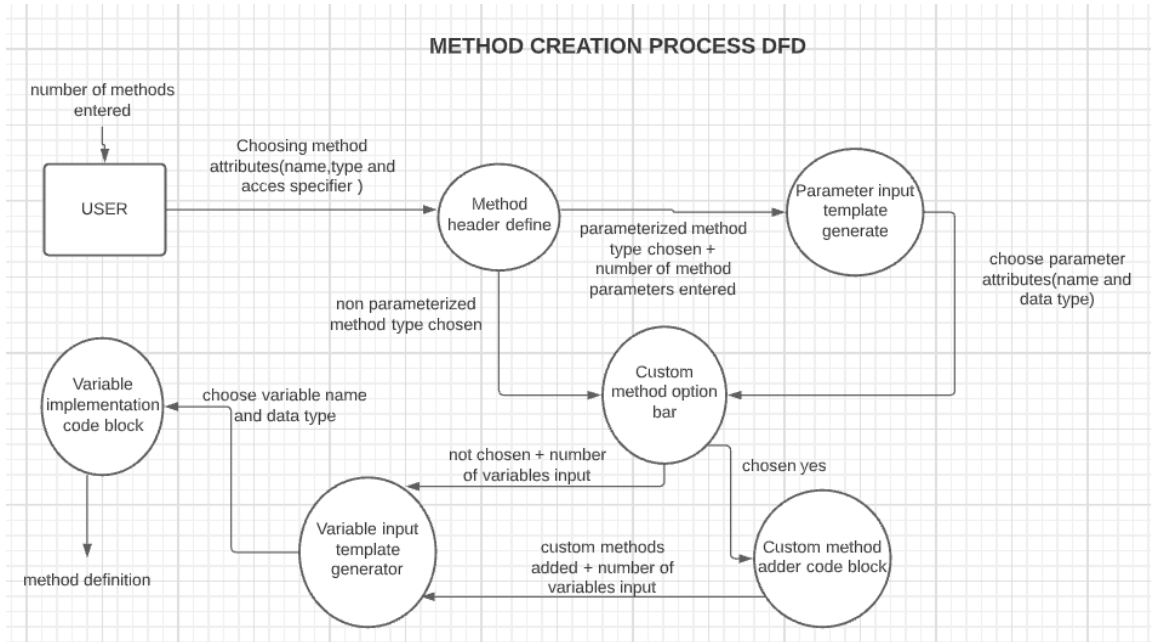 METHOD CREATION PROCESS DFD
number of methods
entered
USER
Choosing method
attributes(name,type and
acces specifier )
Method
header define
parameterized method
type chosen +
number of method
parameters entered
Parameter input
template
generate
choose parameter
attributes(name and
data type)
non parameterized
method type chosen
Custom
method option
bar
chosen yes
Custom method
adder code block
not chosen + number
of variables input
custom methods
added + number of
variables input
Variable input
template
generator
choose variable name
and data type
Variable
implementation
code block
method definition